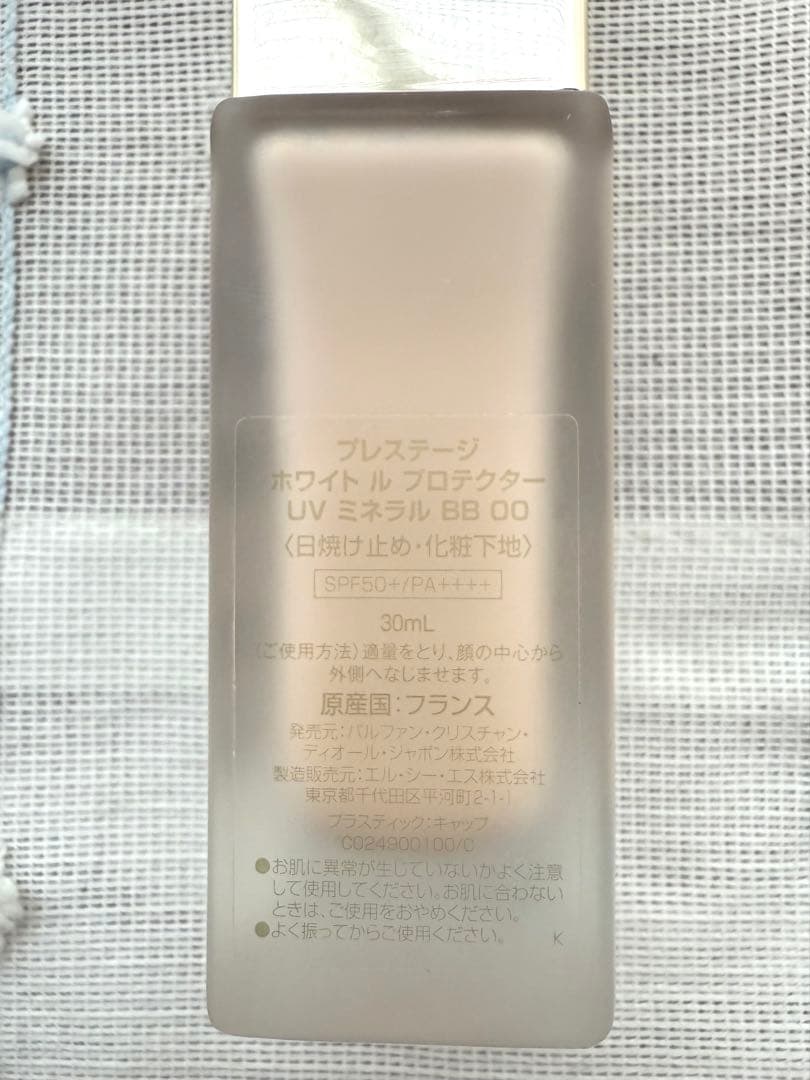 プレステージ
ホワイト ル プロテクター
UV ミネラル BB 00
〈日焼け止め・化粧下地〉
SPF50+/PA++++
30mL
〈ご使用方法〉適量をとり、顔の中心から
外側へなじませます。
原産国：フランス
発売元：パルファン・クリスチャン・
ディオール・ジャポン株式会社
製造販売元：エル・シー・エス株式会社
東京都千代田区平河町2-1-1
プラスティック：キャップ
C024900100/C
●お肌に異常が生じていないかよく注意
して使用してください。お肌に合わない
ときは、ご使用をおやめください。
●よく振ってからご使用ください。 K